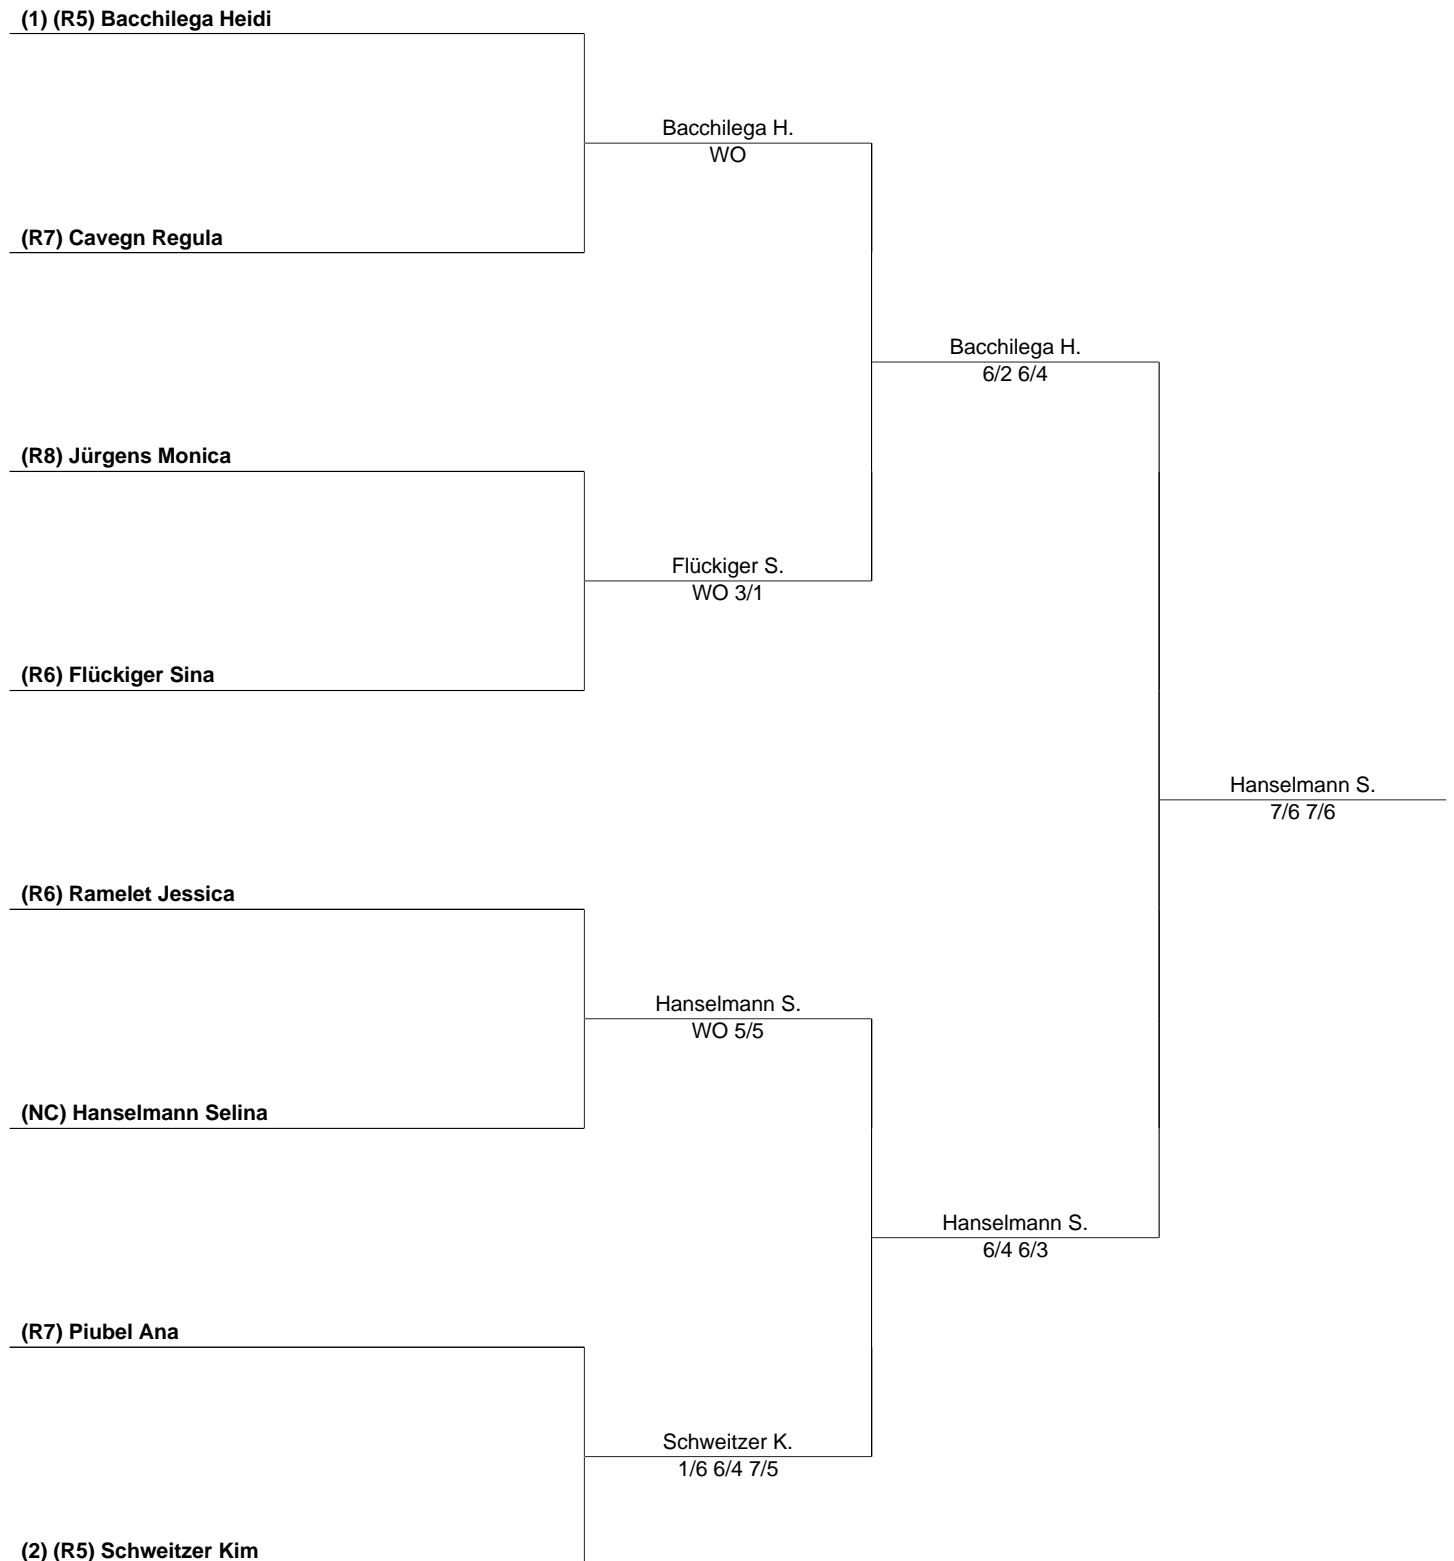 (1) (R5) Bacchilega Heidi
Bacchilega H.
WO
(R7) Cavegn Regula
Bacchilega H.
6/2 6/4
(R8) Jürgens Monica
Flückiger S.
WO 3/1
(R6) Flückiger Sina
Hanselmann S.
7/6 7/6
(R6) Ramelet Jessica
Hanselmann S.
WO 5/5
(NC) Hanselmann Selina
Hanselmann S.
6/4 6/3
(R7) Piubel Ana
Schweitzer K.
1/6 6/4 7/5
(2) (R5) Schweitzer Kim